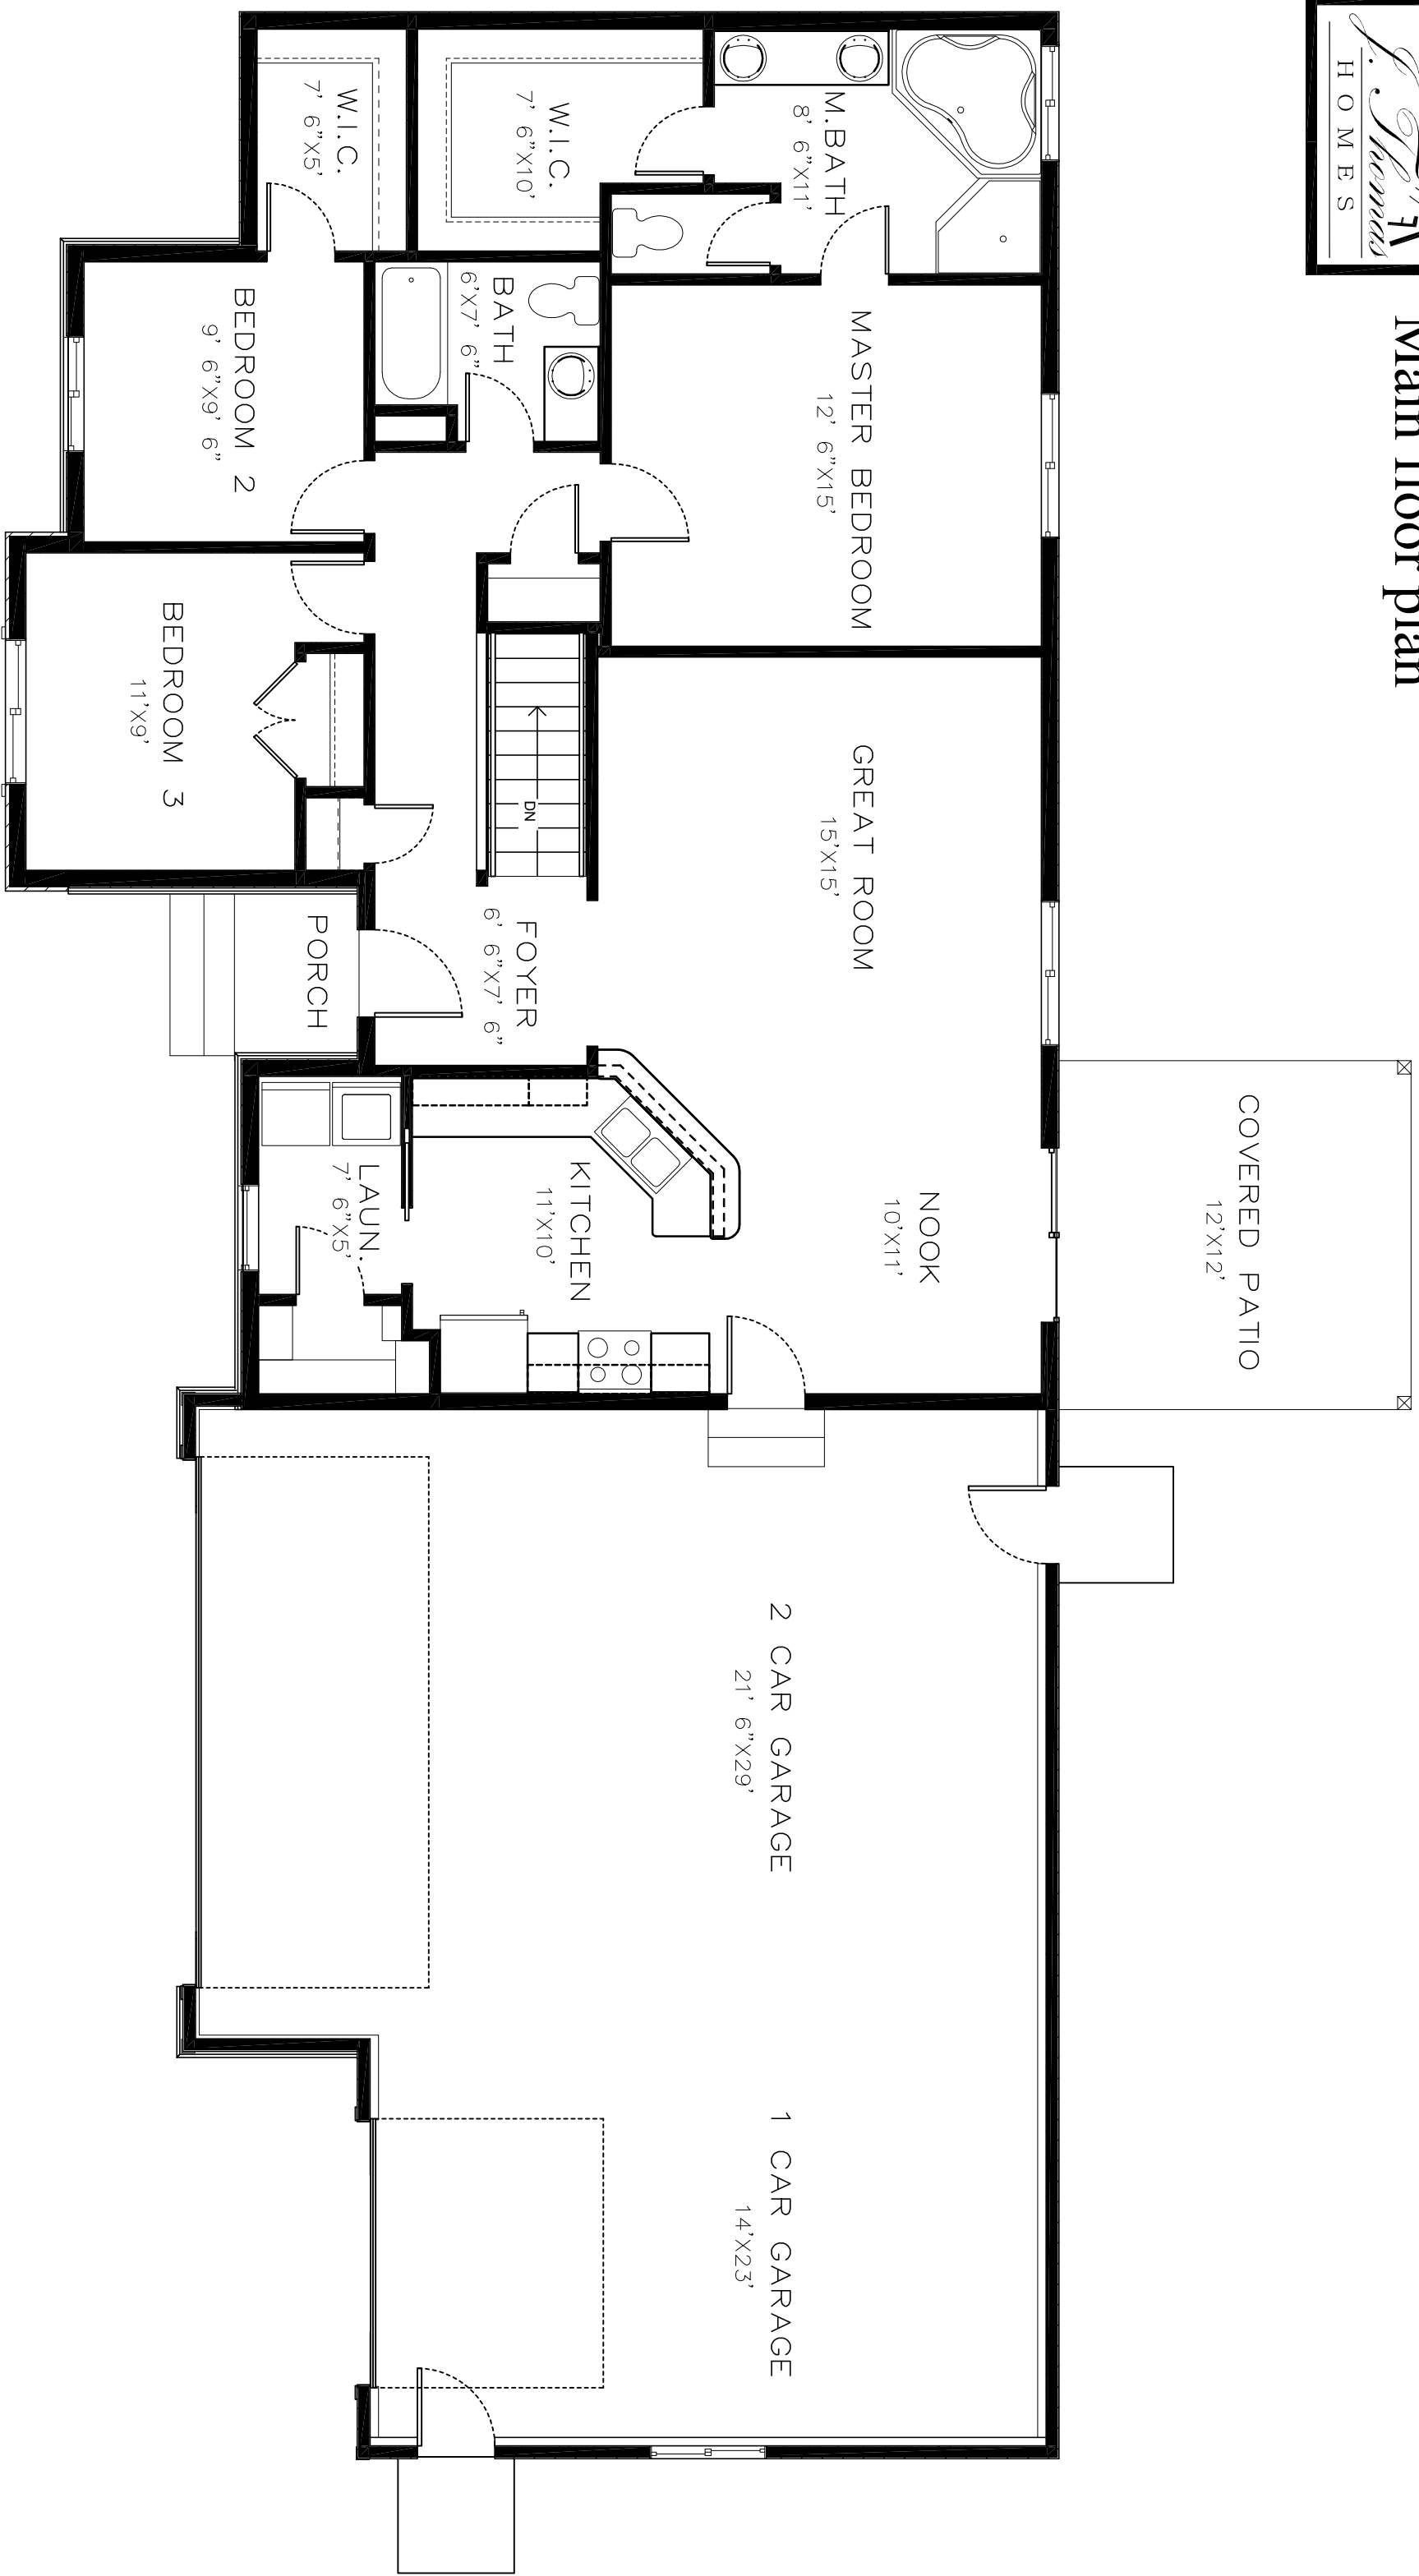 Thomas
HOMES
Main floor plan
COVERED PATIO
12'X12'
M.BATH
8' 6"X11'
MASTER BEDROOM
12' 6"X15'
GREAT ROOM
15'X15'
NOOK
10'X11'
2 CAR GARAGE
21' 6"X29'
1 CAR GARAGE
14'X23'
W.I.C.
7' 6"X10'
BATH
6'X7' 6"
DN
FOYER
6' 6"X7' 6"
KITCHEN
11'X10'
W.I.C.
7' 6"X5'
BEDROOM 2
9' 6"X9' 6"
BEDROOM 3
11'X9'
PORCH
LAUN.
7' 6"X5'